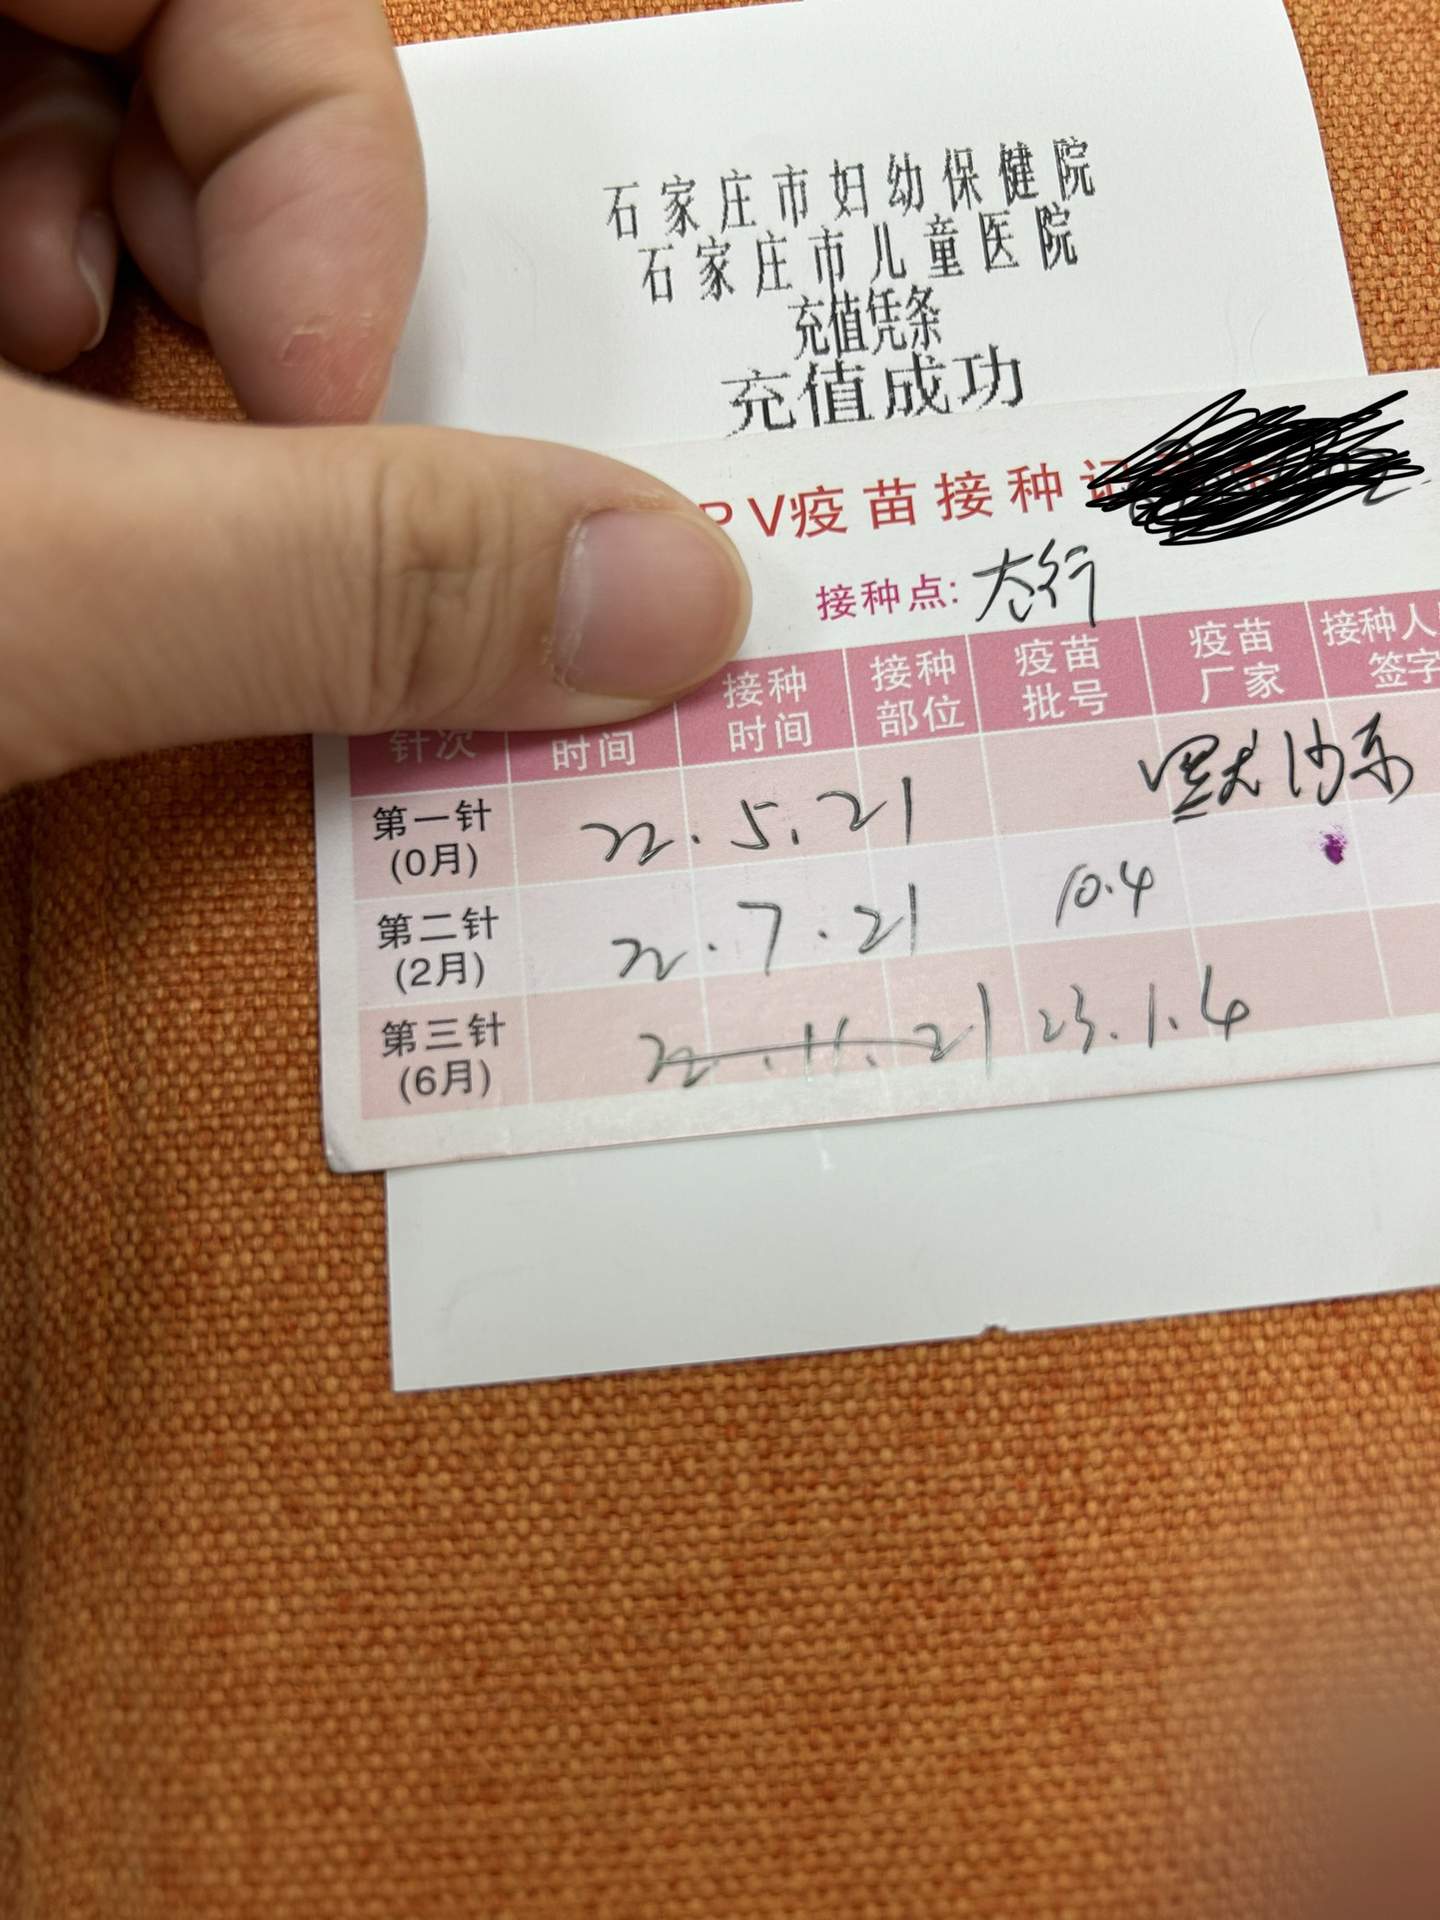 石家庄市妇幼保健院
石家庄市儿童医院
充值凭条
充值成功
PV疫苗接种记
接种点: 太行
针次 时间 接种时间 接种部位 疫苗批号 疫苗厂家 接种人 签字
第一针 (0月) 22.5.21 默沙东
第二针 (2月) 22.7.21 10.4
第三针 (6月) 22.11.21 23.1.4